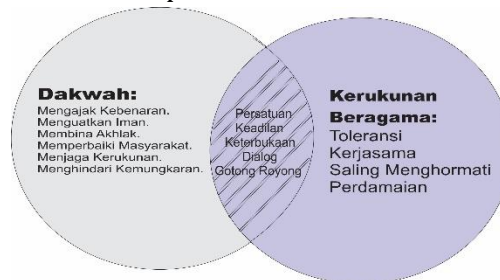 Dakwah:
Mengajak Kebenaran.
Menguatkan Iman.
Membina Akhlak.
Memperbaiki Masyarakat.
Menjaga Kerukunan.
Menghindari Kemungkaran.
Persatuan
Keadilan
Keterbukaan
Dialog
Gotong Royong
Kerukunan
Beragama:
Toleransi
Kerjasama
Saling Menghormati
Perdamaian